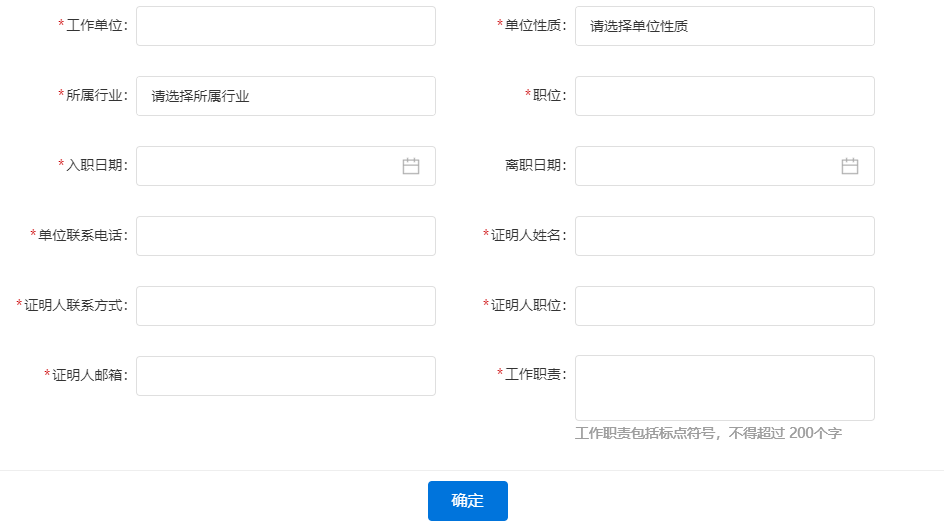 *工作单位：
*单位性质： 请选择单位性质
*所属行业： 请选择所属行业
*职位：
*入职日期：
离职日期：
*单位联系电话：
*证明人姓名：
*证明人联系方式：
*证明人职位：
*证明人邮箱：
*工作职责：
工作职责包括标点符号，不得超过 200个字
确定